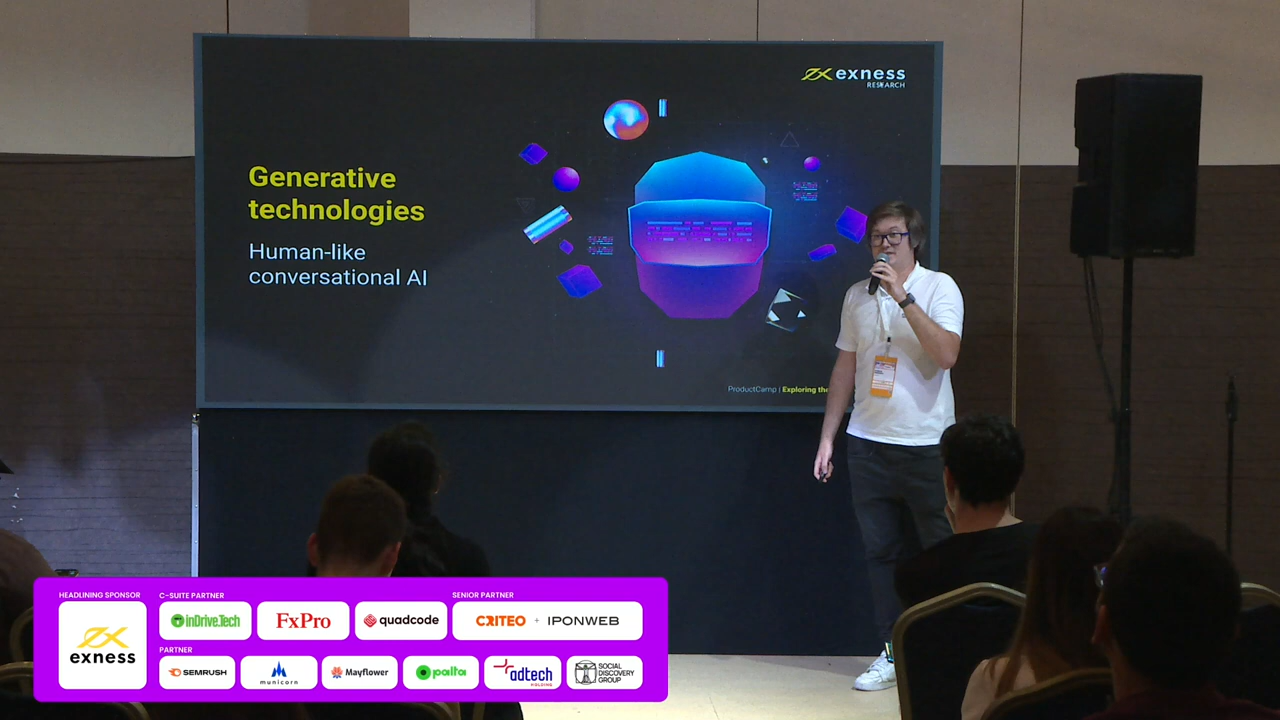 exness
RESEARCH
Generative
technologies
Human-like
conversational AI
ProductCamp | Exploring the
HEADLINING SPONSOR
exness
C-SUITE PARTNER
inDrive.Tech
FxPro
quadcode
SENIOR PARTNER
CRITEO + IPONWEB
PARTNER
SEMRUSH
municorn
Mayflower
palta
adtech
HOLDING
SOCIAL
DISCOVERY
GROUP